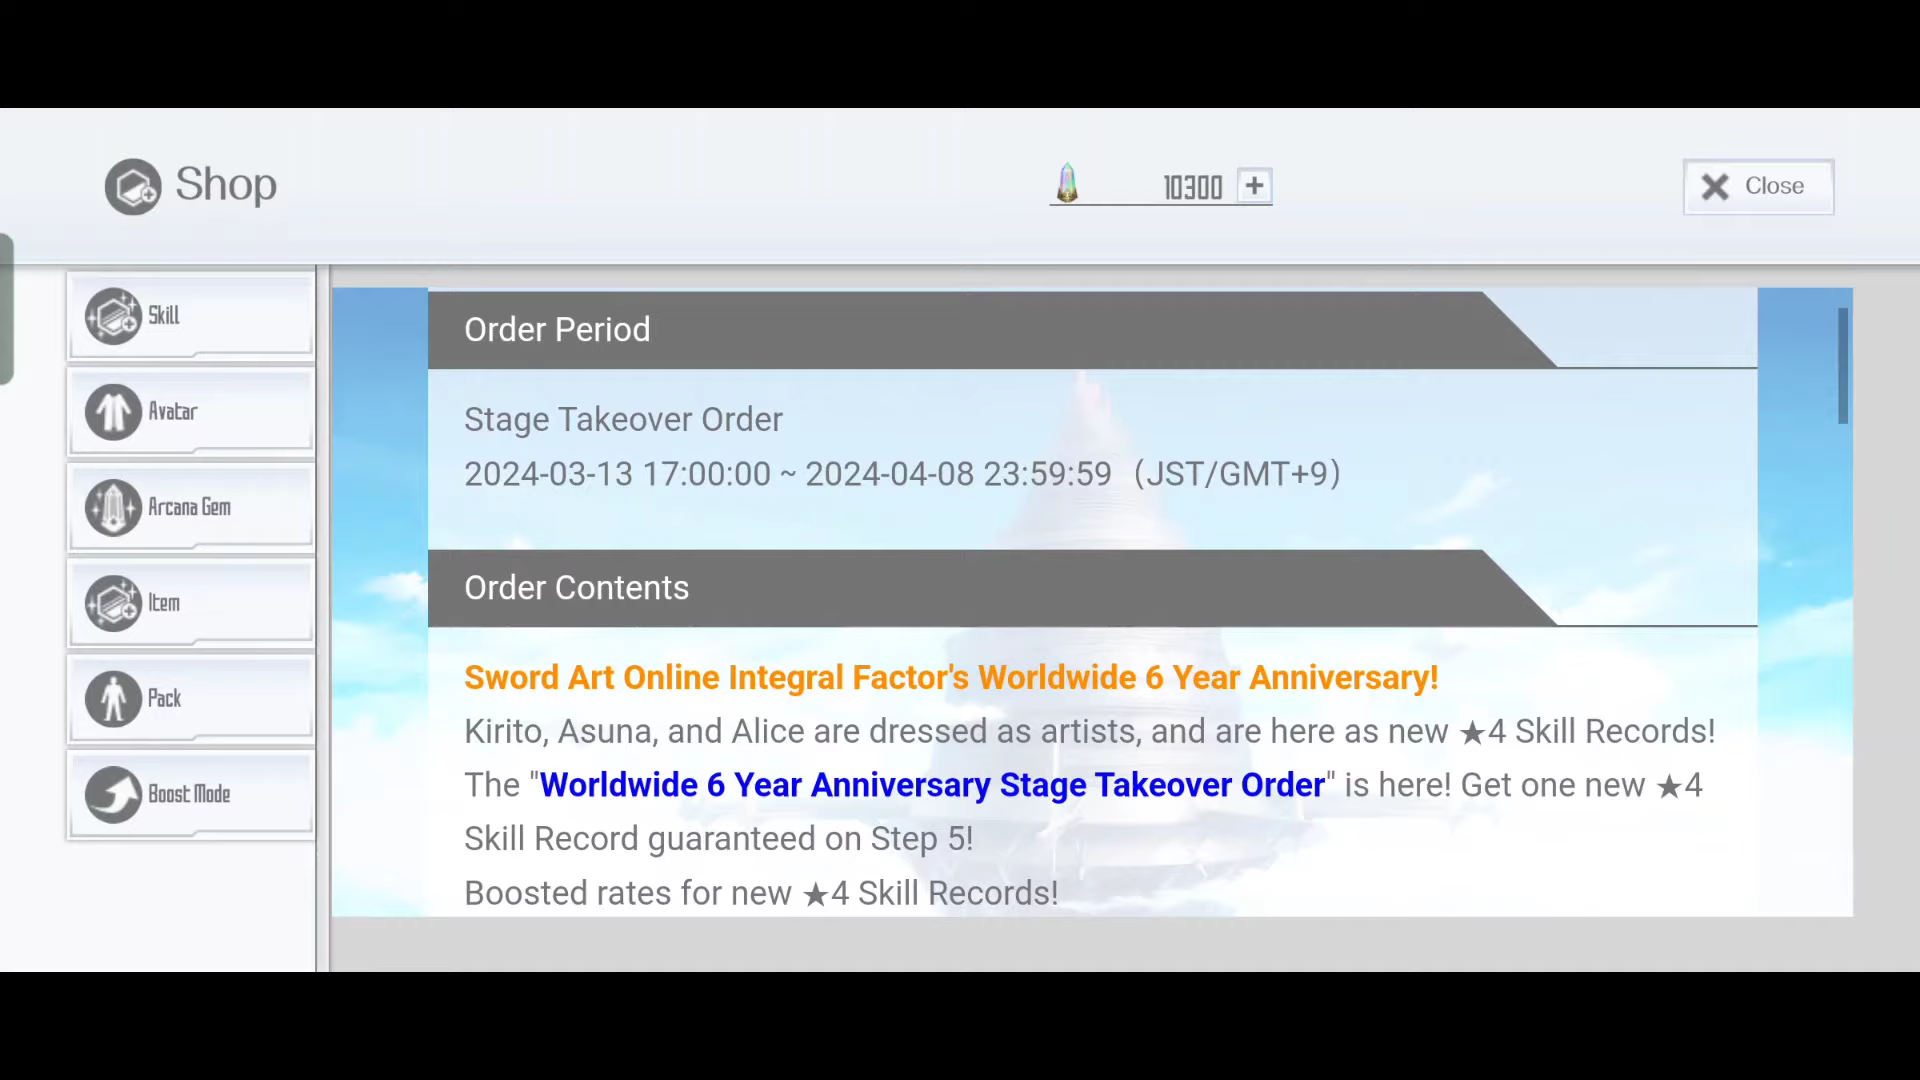 Shop
10300
Close
Skill
Avatar
Arcana Gem
Item
Pack
Boost Mode
Order Period
Stage Takeover Order
2024-03-13 17:00:00 ~ 2024-04-08 23:59:59（JST/GMT+9）
Order Contents
Sword Art Online Integral Factor's Worldwide 6 Year Anniversary!
Kirito, Asuna, and Alice are dressed as artists, and are here as new ★4 Skill Records!
The "Worldwide 6 Year Anniversary Stage Takeover Order" is here! Get one new ★4
Skill Record guaranteed on Step 5!
Boosted rates for new ★4 Skill Records!